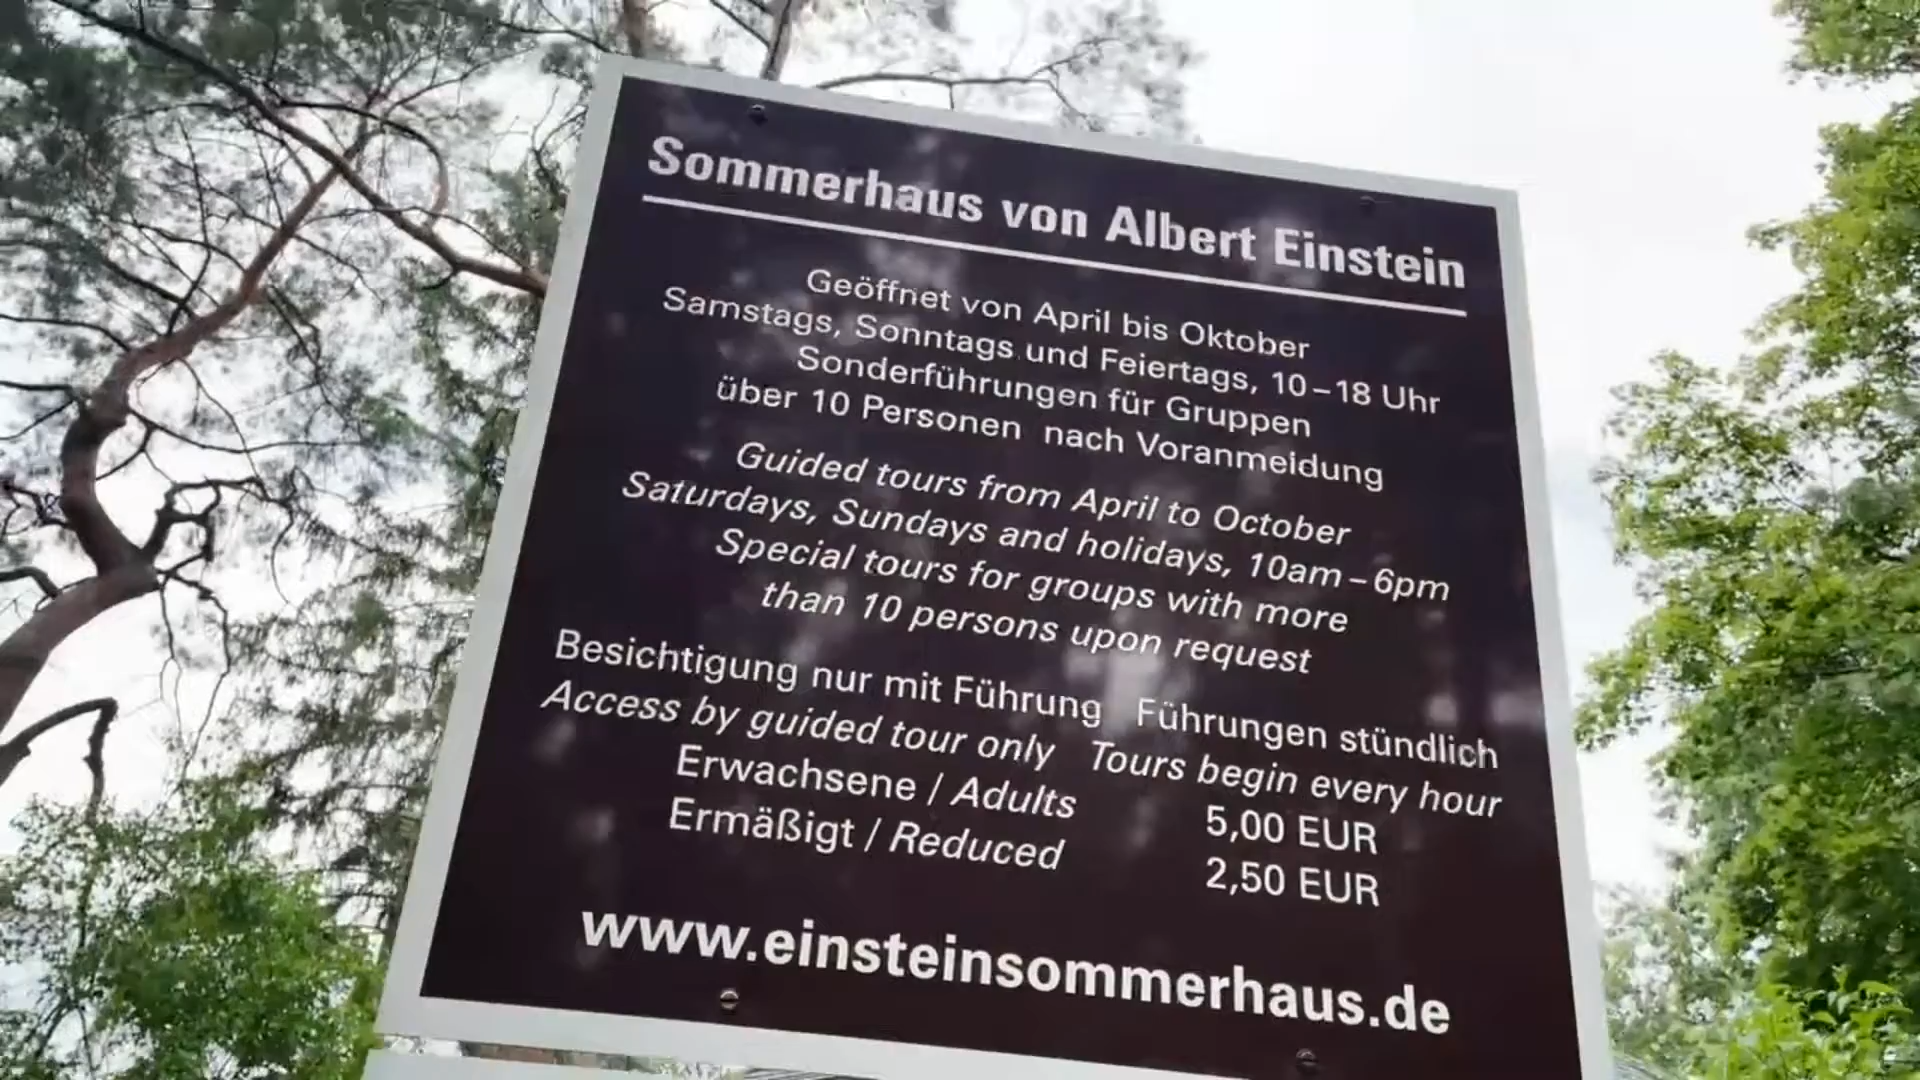 Sommerhaus von Albert Einstein
Geöffnet von April bis Oktober
Samstags, Sonntags und Feiertags, 10–18 Uhr
Sonderführungen für Gruppen
über 10 Personen nach Voranmeldung
Guided tours from April to October
Saturdays, Sundays and holidays, 10am–6pm
Special tours for groups with more
than 10 persons upon request
Besichtigung nur mit Führung Führungen stündlich
Access by guided tour only Tours begin every hour
Erwachsene / Adults 5,00 EUR
Ermäßigt / Reduced 2,50 EUR
www.einsteinsommerhaus.de